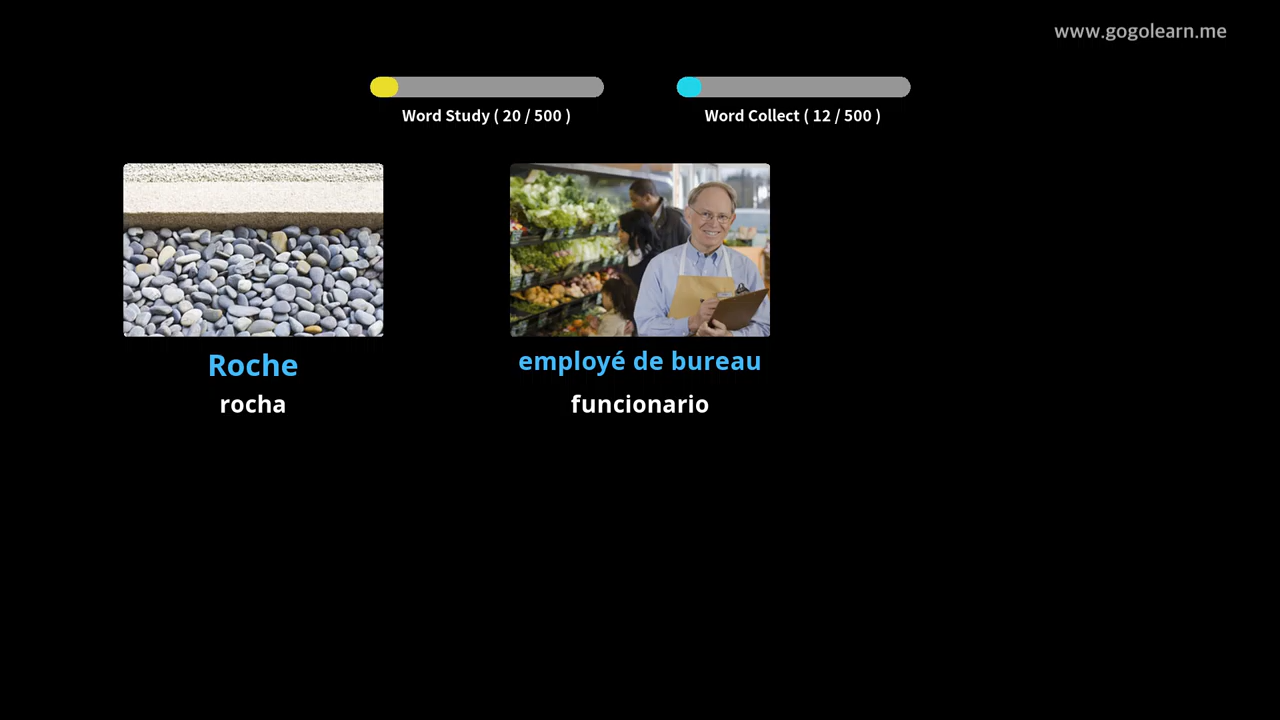 www.gogolearn.me
Word Study ( 20 / 500 )
Word Collect ( 12 / 500 )
Roche
rocha
employé de bureau
funcionario